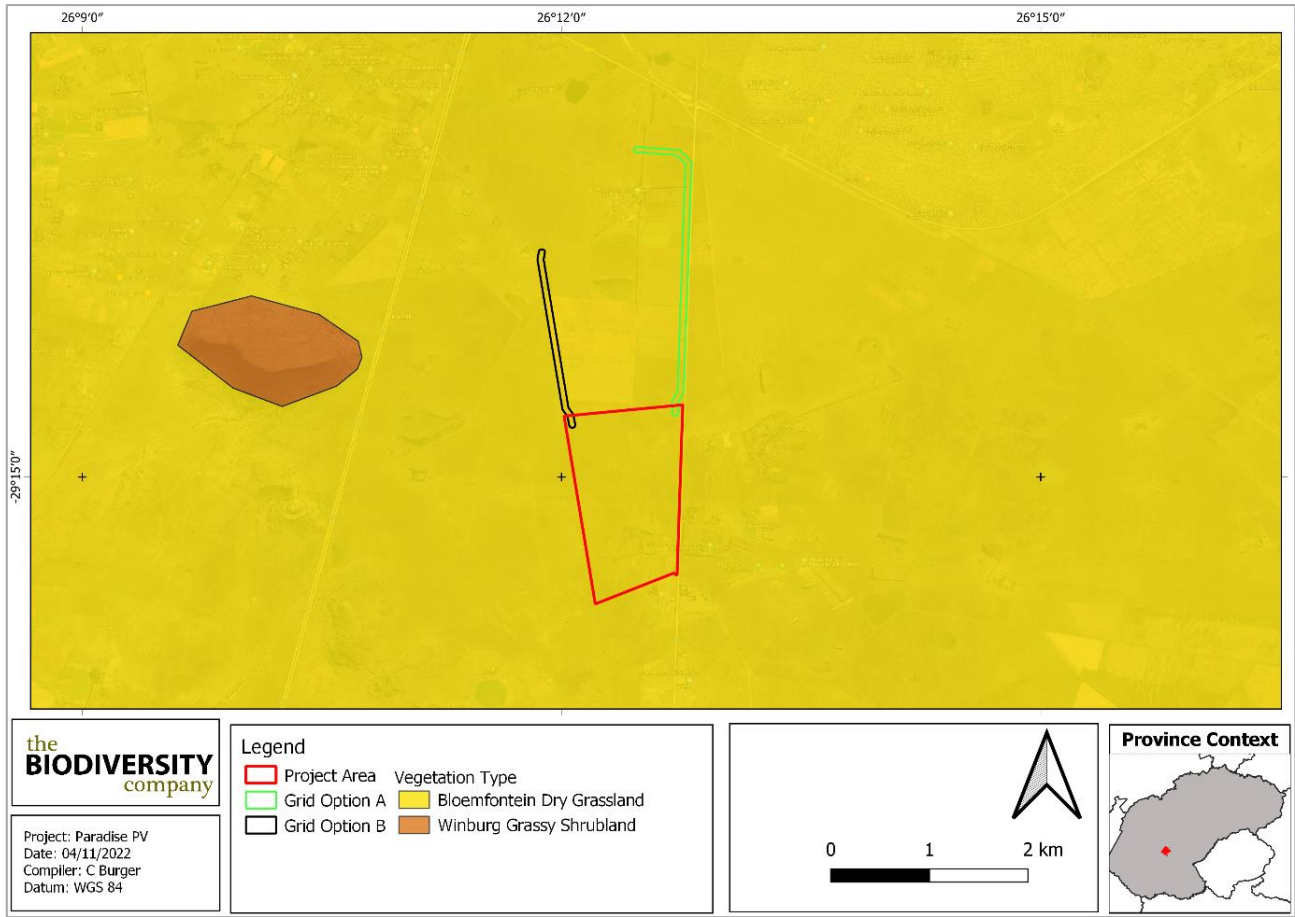 26°9′0″
26°12′0″
26°15′0″
-29°15′0″
the
BIODIVERSITY
company
Project: Paradise PV
Date: 04/11/2022
Compiler: C Burger
Datum: WGS 84
Legend
Project Area
Grid Option A
Grid Option B
Vegetation Type
Bloemfontein Dry Grassland
Winburg Grassy Shrubland
0 1 2 km
Province Context